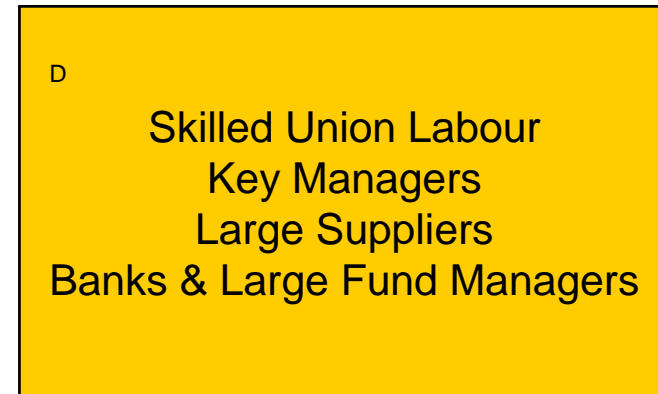 D
Skilled Union Labour
Key Managers
Large Suppliers
Banks & Large Fund Managers